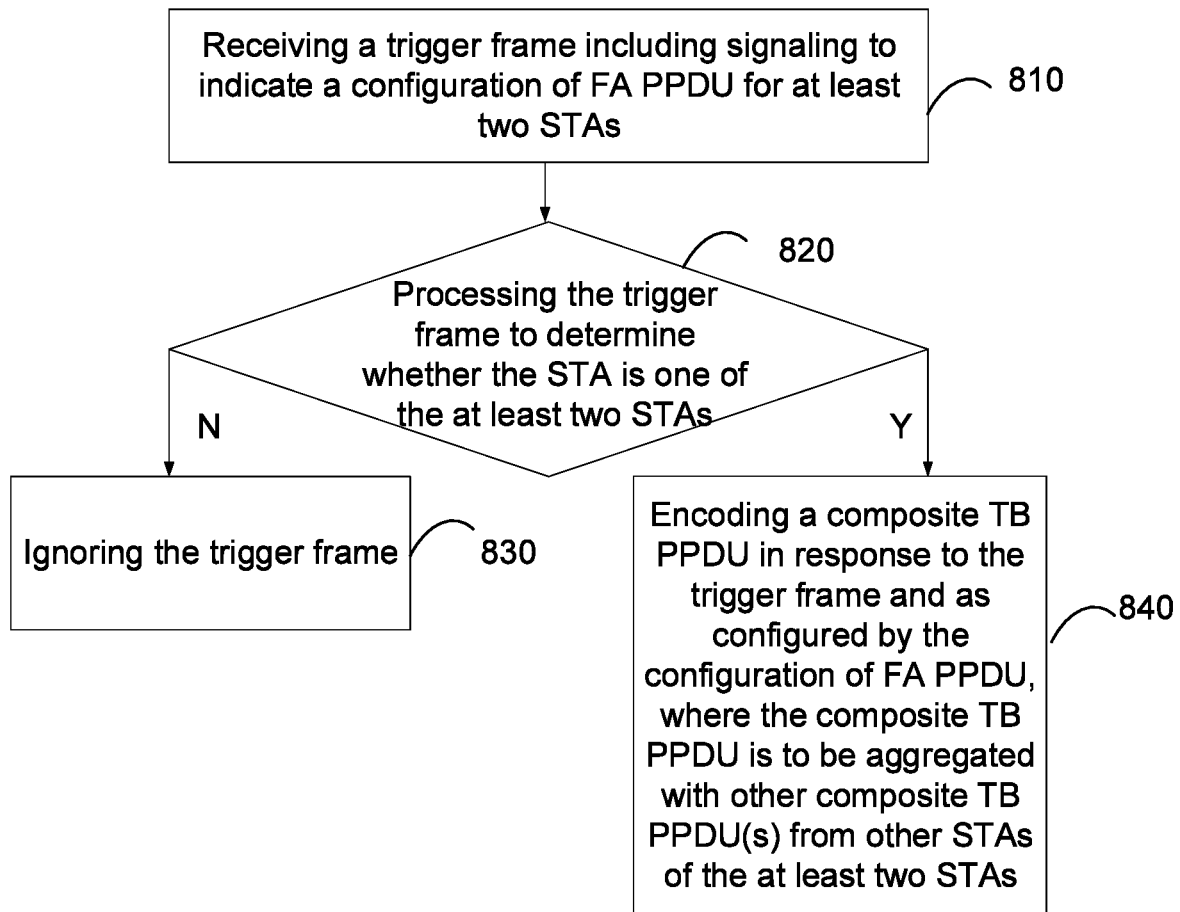 Receiving a trigger frame including signaling to
indicate a configuration of FA PPDU for at least
two STAs
810
820
Processing the trigger
frame to determine
whether the STA is one of
the at least two STAs
N
Y
Ignoring the trigger frame
830
Encoding a composite TB
PPDU in response to the
trigger frame and as
configured by the
configuration of FA PPDU,
where the composite TB
PPDU is to be aggregated
with other composite TB
PPDU(s) from other STAs
of the at least two STAs
840